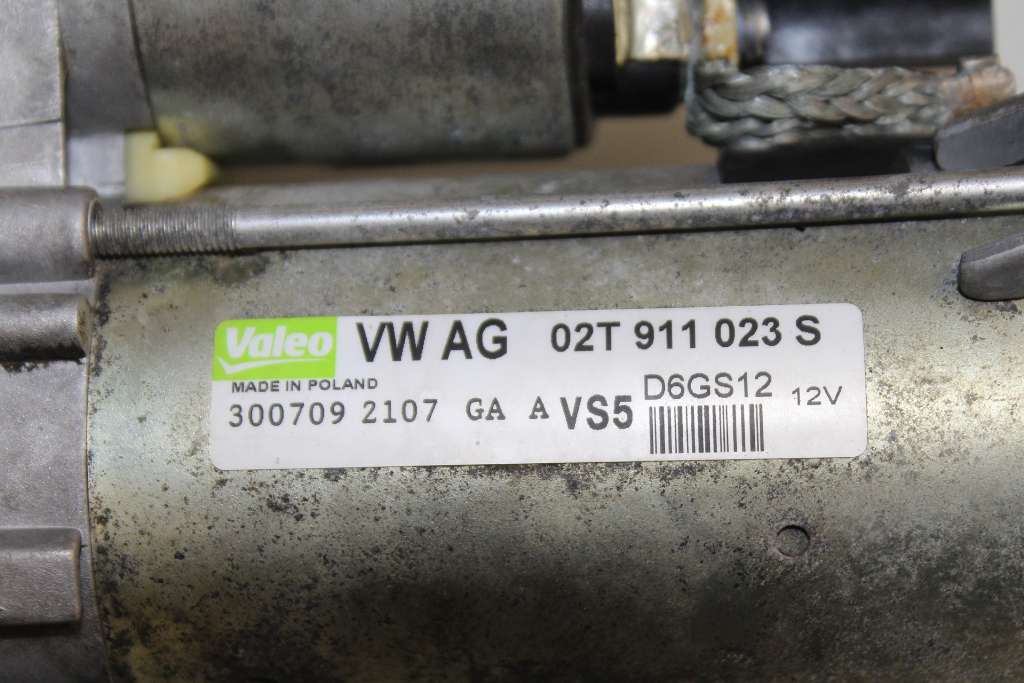 Valeo VW AG 02T 911 023 S
MADE IN POLAND D6GS12 12V
300709 2107 GA A VS5